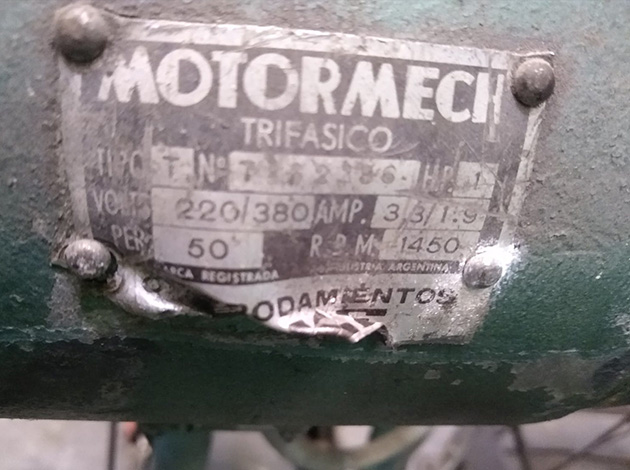 MOTORMECH
TRIFASICO
TIPO T Nº HP. 1
VOLTS 220/380 AMP. 3,3/1.9
PER. 50 R.P.M. 1450
MARCA REGISTRADA INDUSTRIA ARGENTINA
RODAMIENTOS